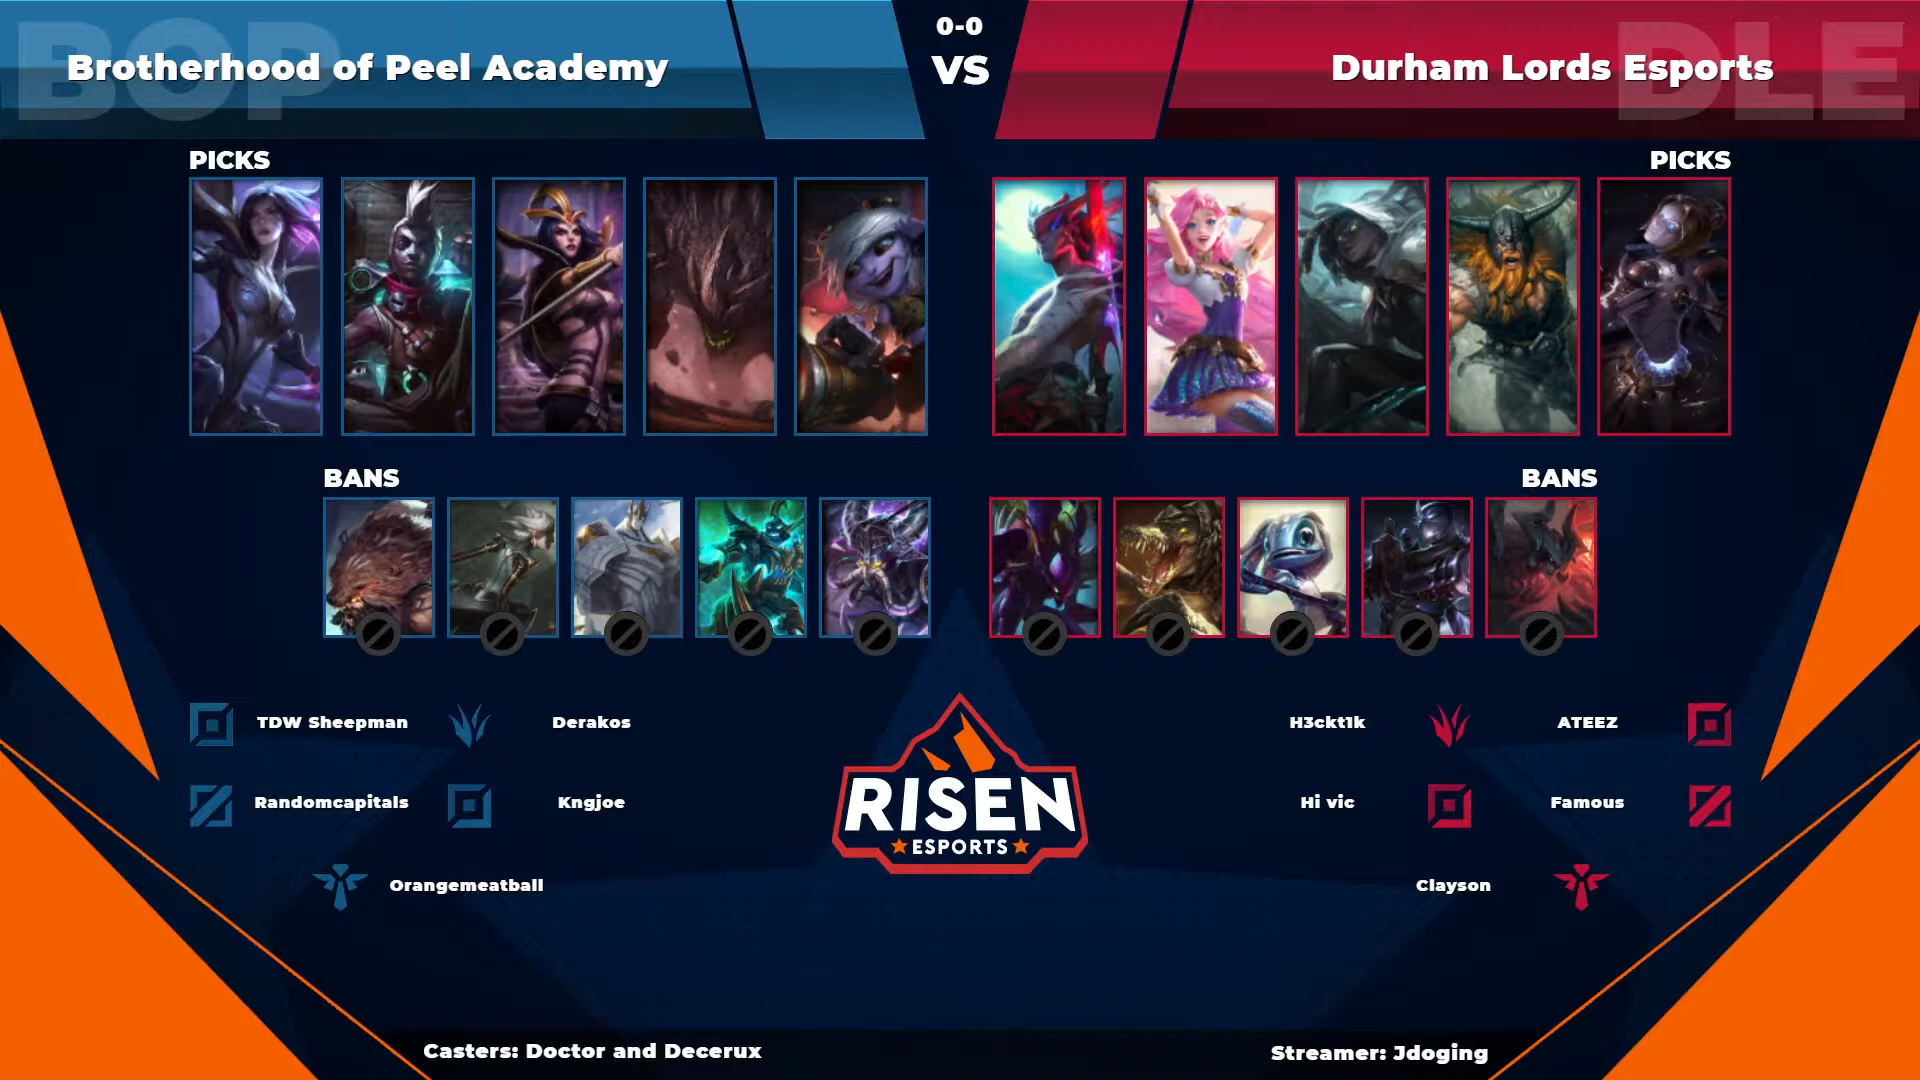 BOP
Brotherhood of Peel Academy
0-0
VS
DLE
Durham Lords Esports
PICKS
PICKS
BANS
BANS
TDW Sheepman
Derakos
H3ckt1k
ATEEZ
Randomcapitals
Kngjoe
Hi vic
Famous
Orangemeatball
Clayson
RISEN
ESPORTS
Casters: Doctor and Decerux
Streamer: Jdoging